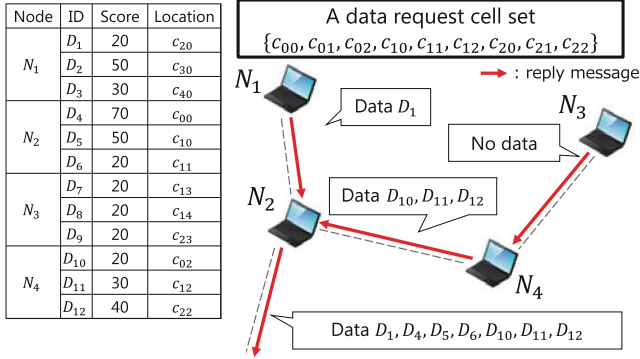 Node ID Score Location
N₁ D₁ 20 c₂₀
D₂ 50 c₃₀
D₃ 30 c₄₀
N₂ D₄ 70 c₀₀
D₅ 50 c₁₀
D₆ 20 c₁₁
N₃ D₇ 20 c₁₃
D₈ 20 c₁₄
D₉ 20 c₂₃
N₄ D₁₀ 20 c₀₂
D₁₁ 30 c₁₂
D₁₂ 40 c₂₂
A data request cell set
{c₀₀, c₀₁, c₀₂, c₁₀, c₁₁, c₁₂, c₂₀, c₂₁, c₂₂}
: reply message
N₁
Data D₁
N₃
No data
N₂
Data D₁₀, D₁₁, D₁₂
N₄
Data D₁, D₄, D₅, D₆, D₁₀, D₁₁, D₁₂